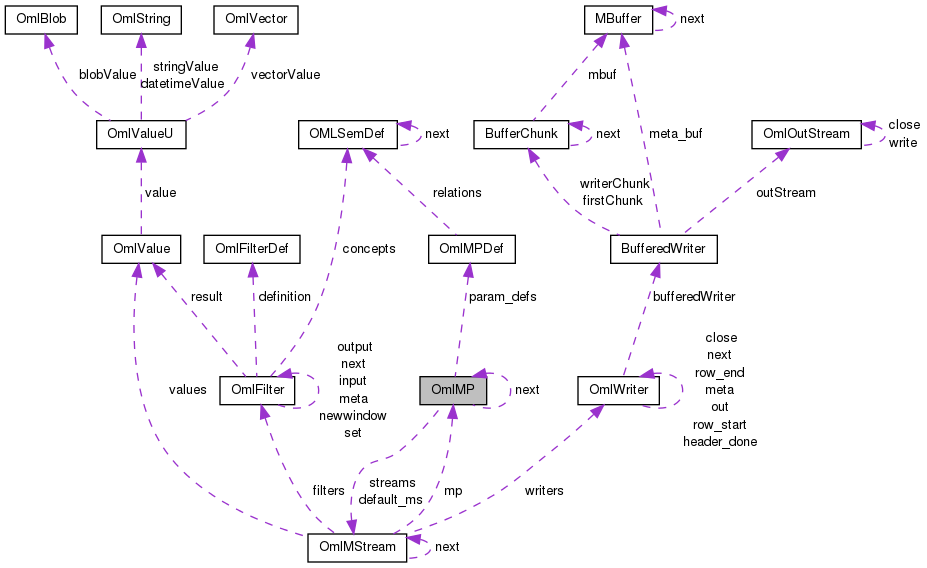 OmlBlob
OmlString
OmlVector
MBuffer
next
blobValue
stringValue
datetimeValue
vectorValue
mbuf
OmlValueU
OMLSemDef
next
BufferChunk
next
meta_buf
OmlOutStream
close
write
value
relations
writerChunk
firstChunk
outStream
OmlValue
OmlFilterDef
concepts
OmlMPDef
BufferedWriter
result
definition
param_defs
bufferedWriter
values
OmlFilter
output
next
input
meta
newwindow
set
OmlMP
next
OmlWriter
close
next
row_end
meta
out
row_start
header_done
filters
streams
default_ms
mp
writers
OmlMStream
next